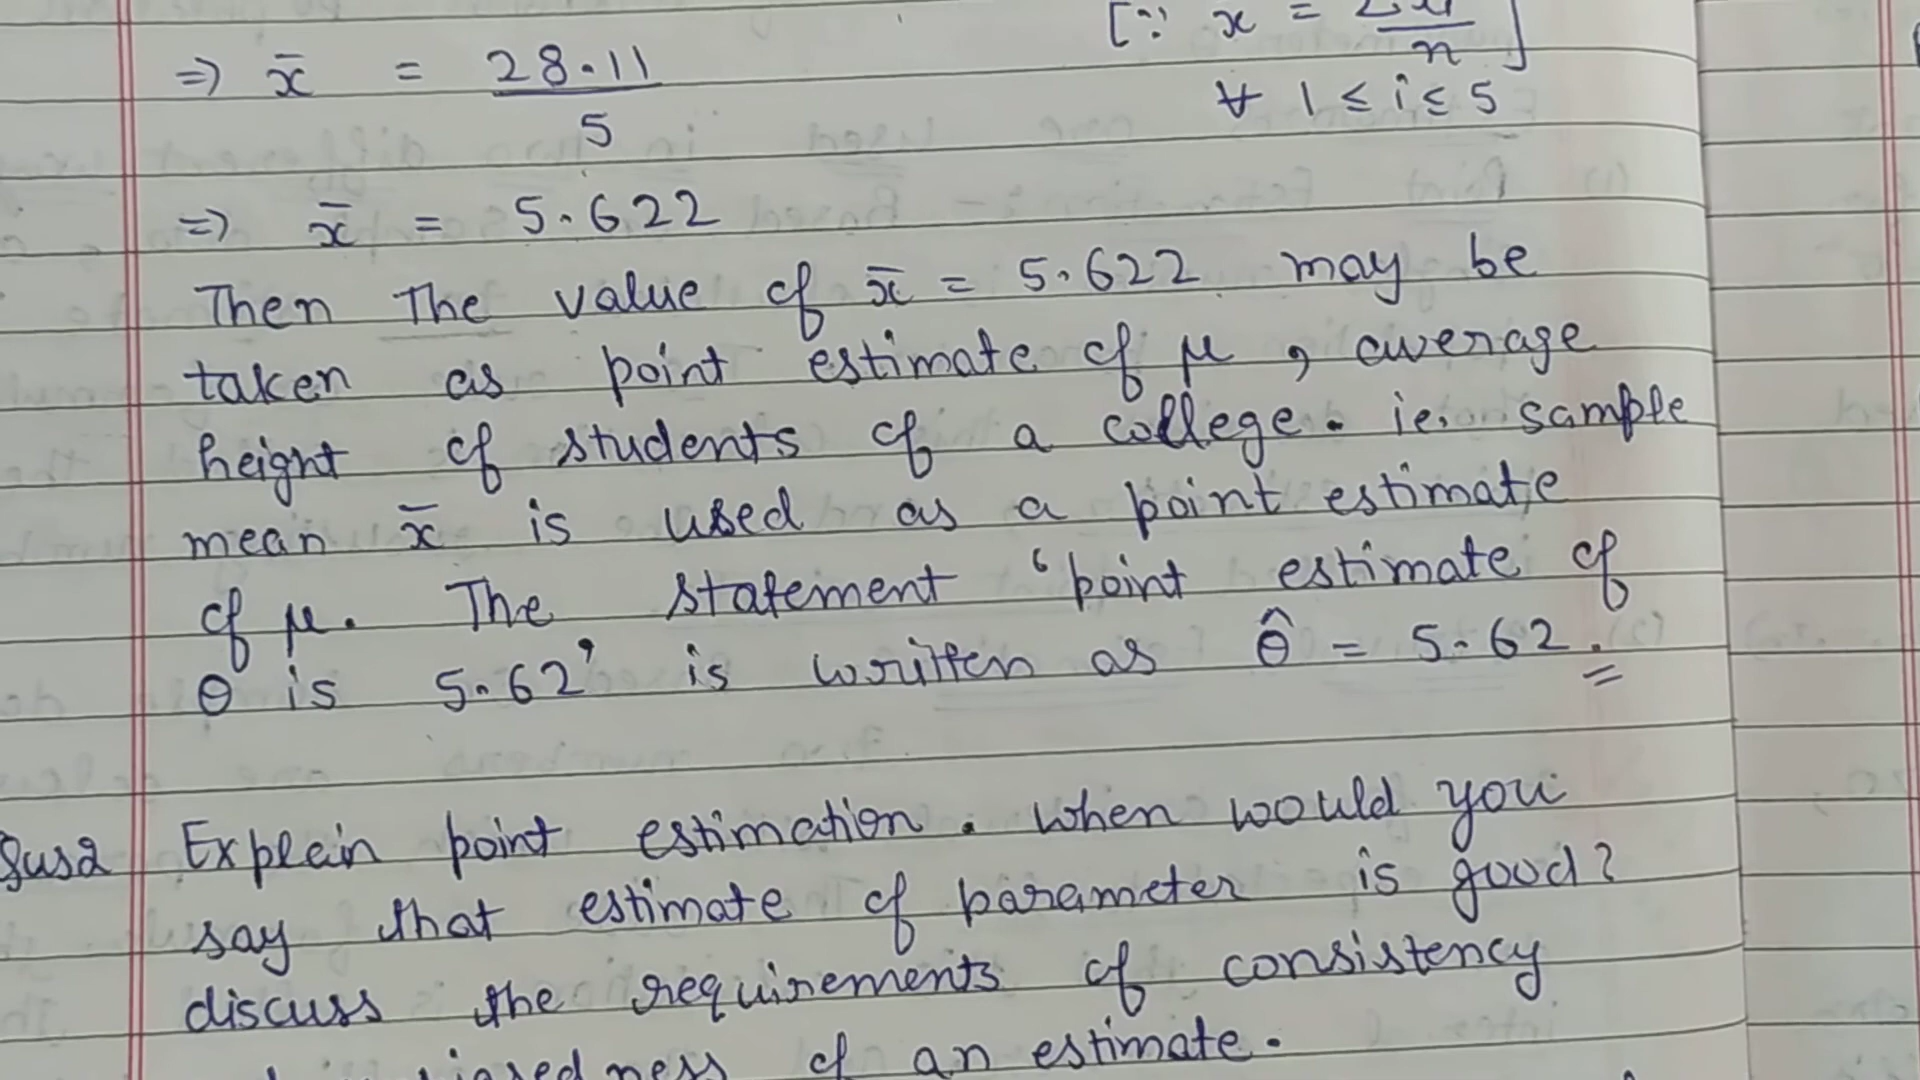 [∵ x = Σxi/n]
⇒ x̄ = 28.11/5
∀ 1 ≤ i ≤ 5
⇒ x̄ = 5.622
Then The value of x̄ = 5.622 may be
taken as point estimate of μ, average
height of students of a college. ie. sample
mean x̄ is used as a point estimate
of μ. The statement ‘point estimate of
θ is 5.62’ is written as θ̂ = 5.62.
Explain point estimation. When would you
say that estimate of parameter is good?
discuss the requirements of consistency
of an estimate.